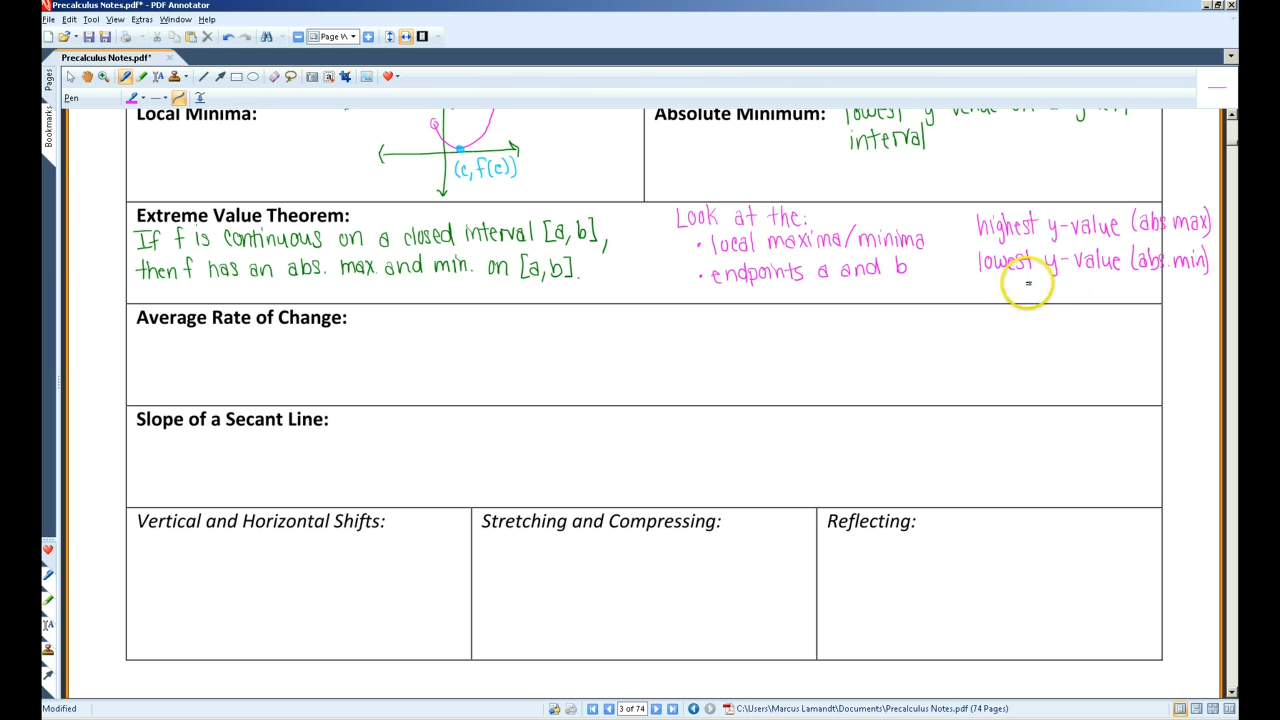 Precalculus Notes.pdf* - PDF Annotator
File Edit Tool View Extras Window Help
Page W
Precalculus Notes.pdf*
Pen
Pages
Bookmarks
Local Minima:
(c, f(c))
Absolute Minimum:
lowest y
interval
Extreme Value Theorem:
If f is continuous on a closed interval [a,b],
then f has an abs. max. and min. on [a,b].
Look at the:
• local maxima/minima
• endpoints a and b
highest y-value (abs max)
lowest y-value (abs. min)
Average Rate of Change:
Slope of a Secant Line:
Vertical and Horizontal Shifts:
Stretching and Compressing:
Reflecting:
Modified
3 of 74
C:\Users\Marcus Lamandt\Documents\Precalculus Notes.pdf (74 Pages)